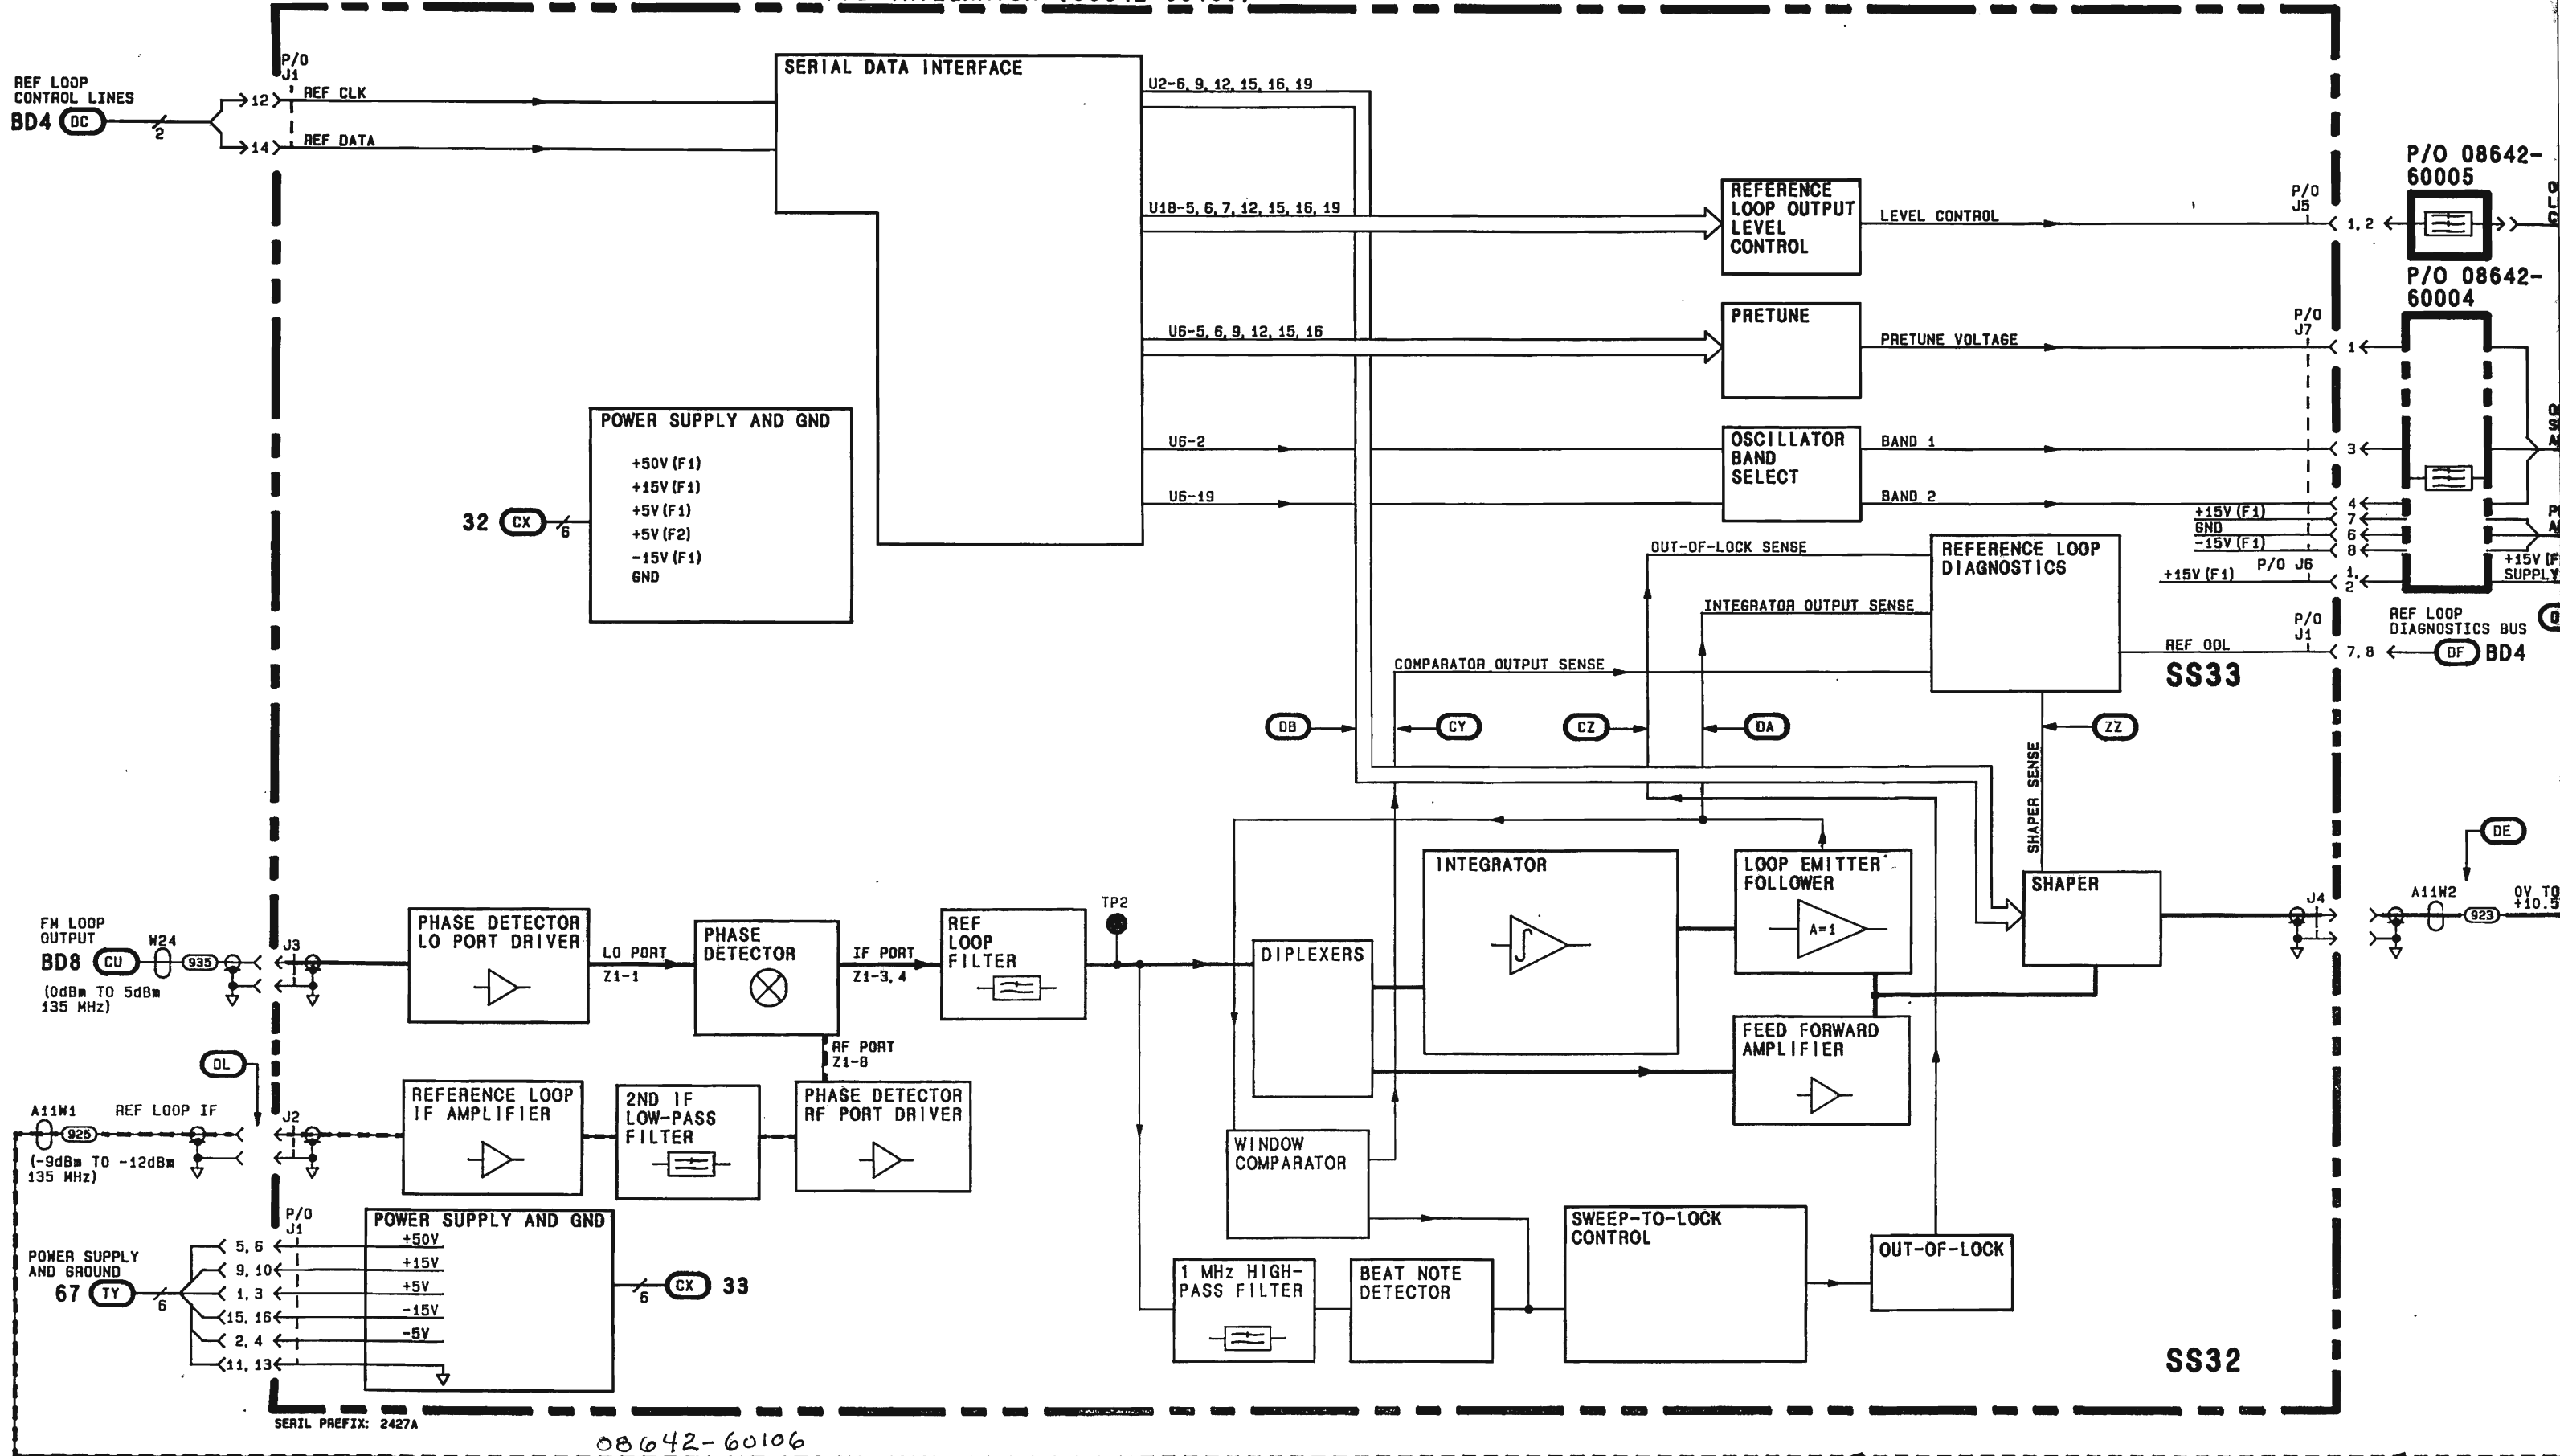 REF LOOP
CONTROL LINES
BD4 DC
2
P/O
J1
12 REF CLK
14 REF DATA
SERIAL DATA INTERFACE
U2-6, 9, 12, 15, 16, 19
U18-5, 6, 7, 12, 15, 16, 19
U6-5, 6, 9, 12, 15, 16
U6-2
U6-19
REFERENCE
LOOP OUTPUT
LEVEL
CONTROL
LEVEL CONTROL
P/O
J5
1, 2
P/O 08642-
60005
PRETUNE
PRETUNE VOLTAGE
P/O
J7
1
P/O 08642-
60004
OSCILLATOR
BAND
SELECT
BAND 1
3
BAND 2
4
+15V (F1)
7
GND
6
-15V (F1)
8
+15V (F1)
P/O J6
1,
2
+15V (F
SUPPLY
POWER SUPPLY AND GND
+50V (F1)
+15V (F1)
+5V (F1)
+5V (F2)
-15V (F1)
GND
32 CX
6
OUT-OF-LOCK SENSE
INTEGRATOR OUTPUT SENSE
COMPARATOR OUTPUT SENSE
REFERENCE LOOP
DIAGNOSTICS
REF OOL
P/O
J1
7, 8
REF LOOP
DIAGNOSTICS BUS
DF BD4
SS33
DB
CY
CZ
DA
ZZ
SHAPER SENSE
FM LOOP
OUTPUT
BD8 CU
W24
935
(0dBm TO 5dBm
135 MHz)
J3
PHASE DETECTOR
LO PORT DRIVER
LO PORT
Z1-1
PHASE
DETECTOR
IF PORT
Z1-3, 4
REF
LOOP
FILTER
TP2
RF PORT
Z1-8
DIPLEXERS
INTEGRATOR
LOOP EMITTER
FOLLOWER
A=1
FEED FORWARD
AMPLIFIER
SHAPER
J4
A11W2
923
DE
0V TO
+10.5
DL
A11W1
REF LOOP IF
925
(-9dBm TO -12dBm
135 MHz)
J2
REFERENCE LOOP
IF AMPLIFIER
2ND IF
LOW-PASS
FILTER
PHASE DETECTOR
RF PORT DRIVER
WINDOW
COMPARATOR
1 MHz HIGH-
PASS FILTER
BEAT NOTE
DETECTOR
SWEEP-TO-LOCK
CONTROL
OUT-OF-LOCK
POWER SUPPLY
AND GROUND
67 TY
6
P/O
J1
5, 6
9, 10
1, 3
15, 16
2, 4
11, 13
POWER SUPPLY AND GND
+50V
+15V
+5V
-15V
-5V
6
CX 33
SS32
SERIL PREFIX: 2427A
08642-60106